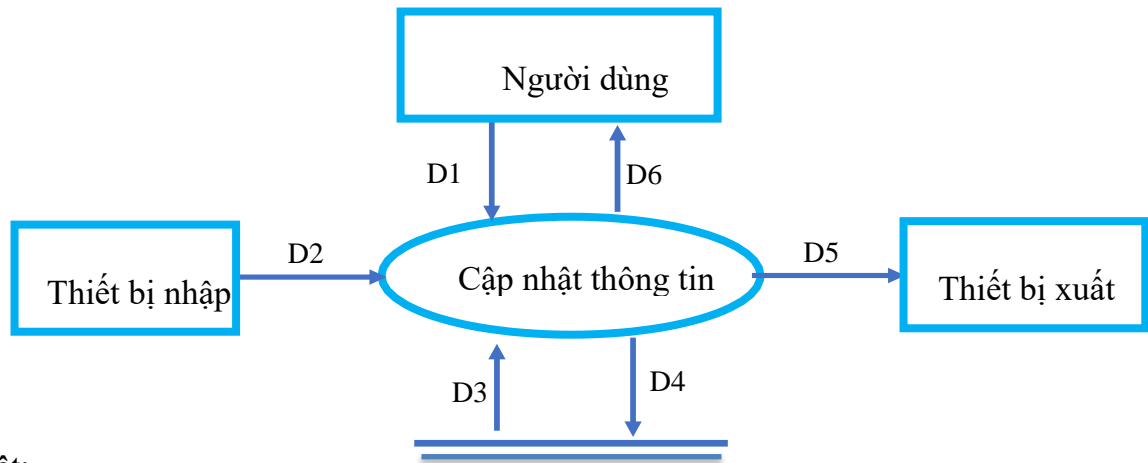 Người dùng
D1
D6
D2
D5
Thiết bị nhập
Cập nhật thông tin
Thiết bị xuất
D3
D4